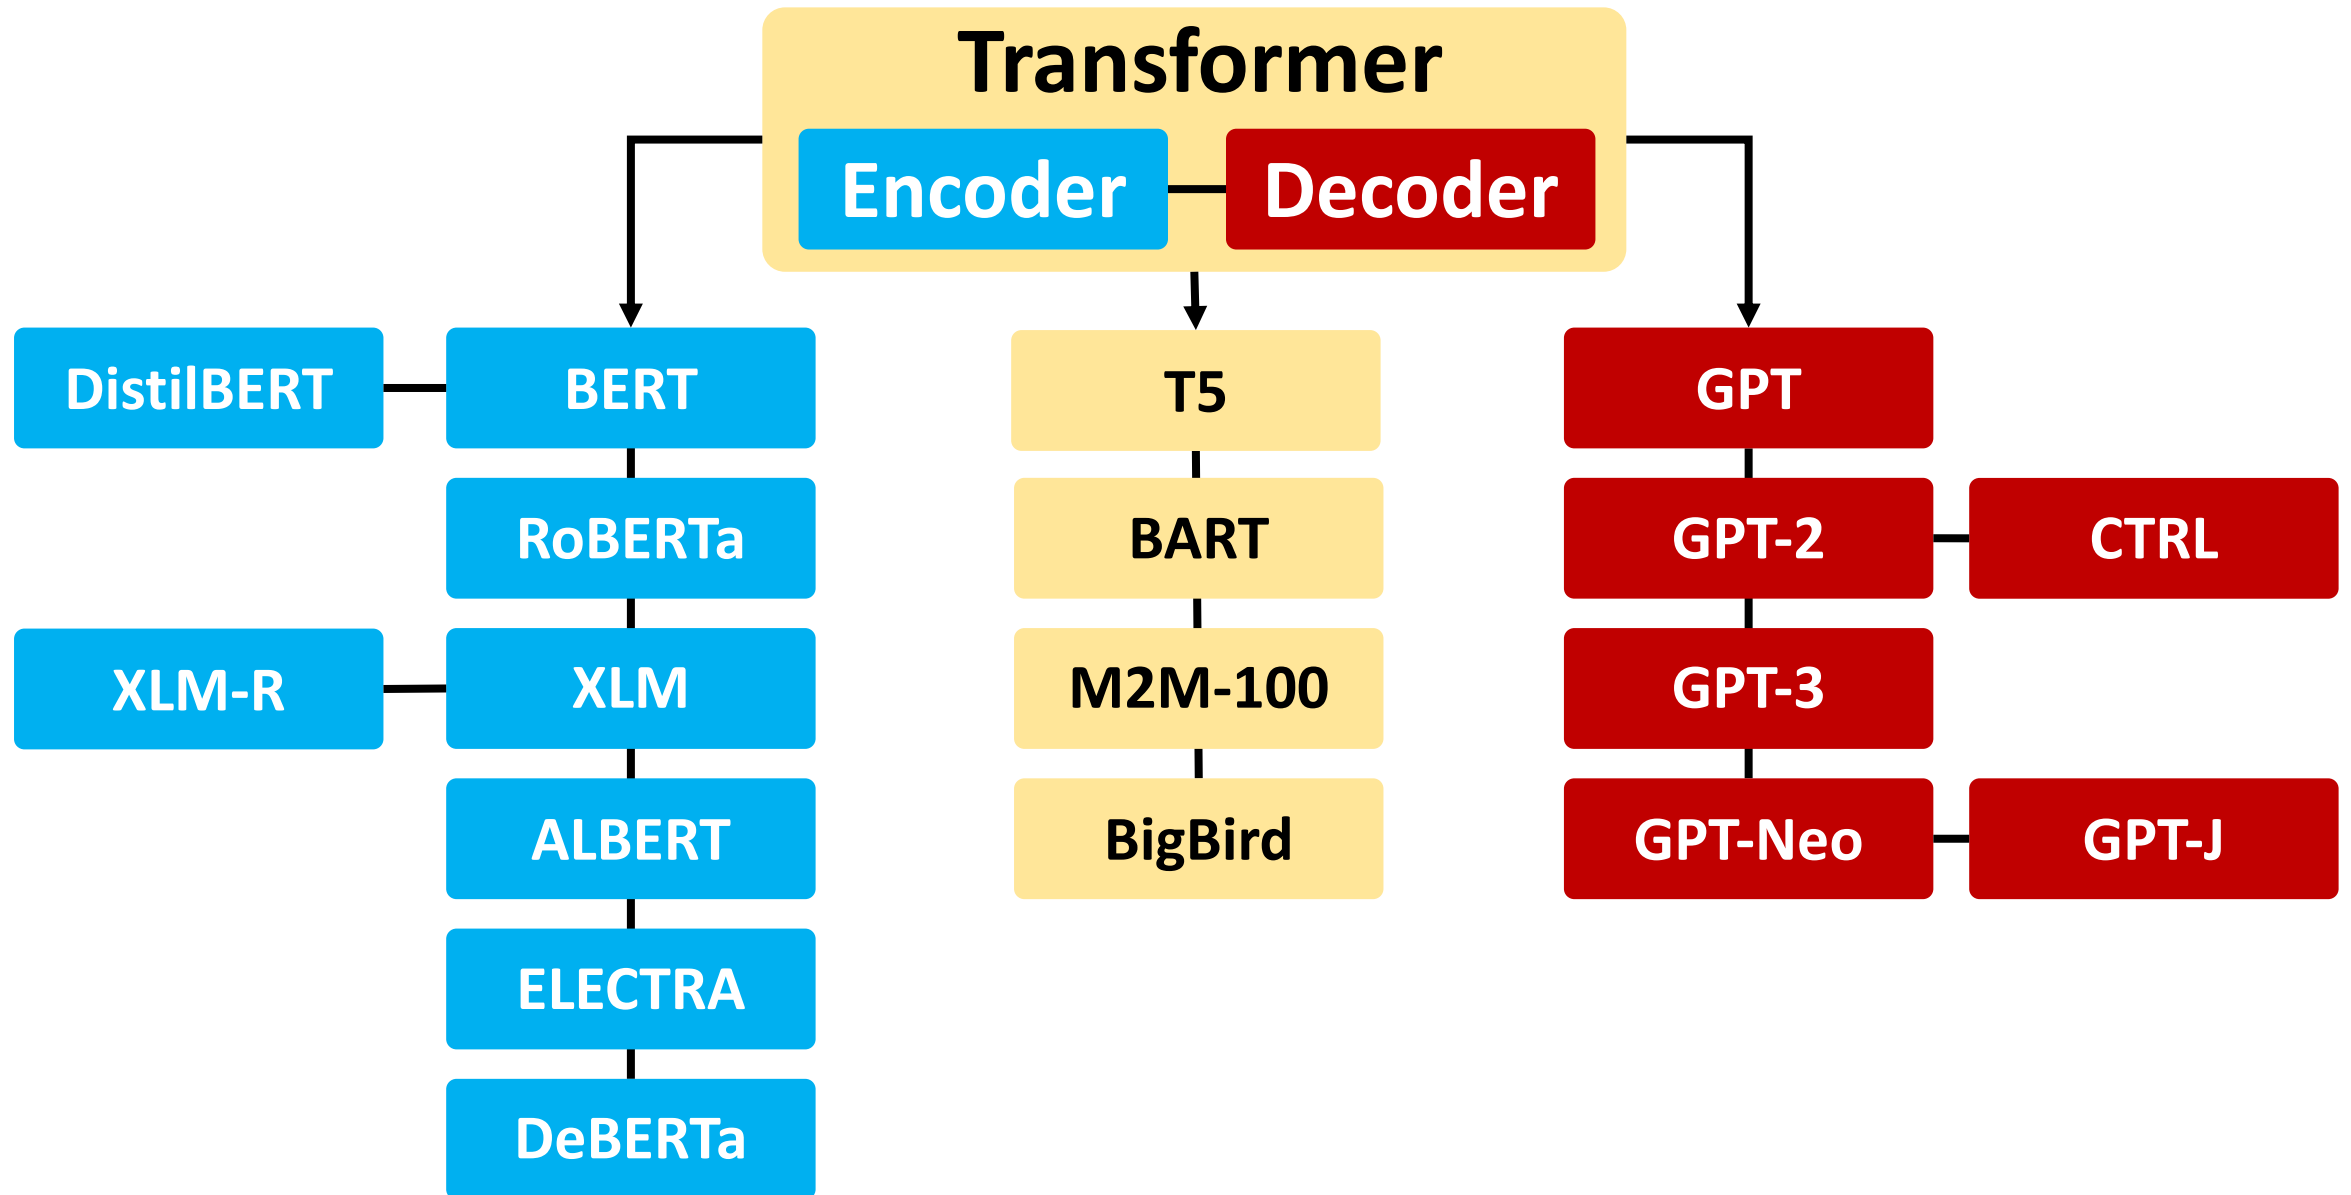 Transformer
Encoder
Decoder
DistilBERT
BERT
T5
GPT
RoBERTa
BART
GPT-2
CTRL
XLM-R
XLM
M2M-100
GPT-3
ALBERT
BigBird
GPT-Neo
GPT-J
ELECTRA
DeBERTa